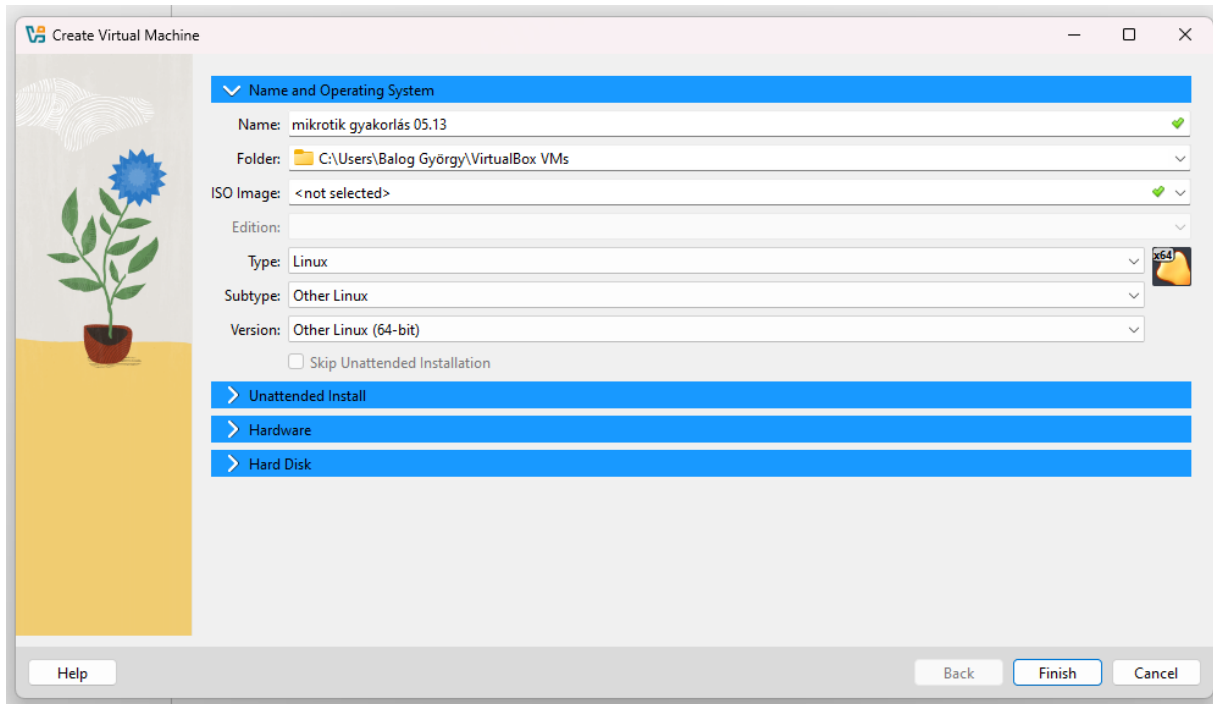 Create Virtual Machine
Name and Operating System
Name: mikrotik gyakorlás 05.13
Folder: C:\Users\Balog György\VirtualBox VMs
ISO Image: <not selected>
Edition:
Type: Linux
x64
Subtype: Other Linux
Version: Other Linux (64-bit)
Skip Unattended Installation
Unattended Install
Hardware
Hard Disk
Help Back Finish Cancel